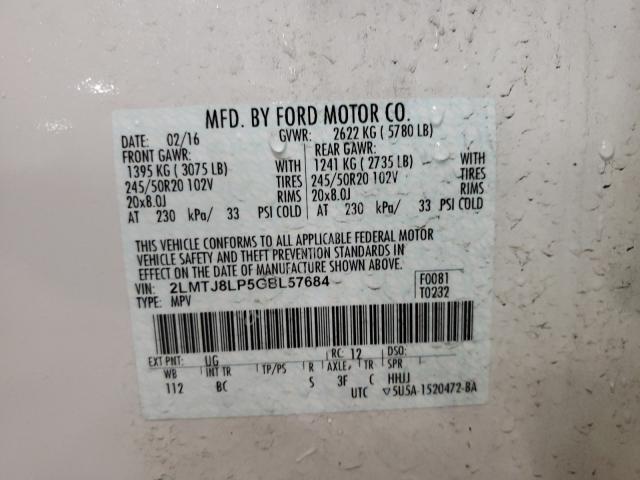 MFD. BY FORD MOTOR CO.
DATE: 02/16 GVWR: 2622 KG ( 5780 LB)
FRONT GAWR: REAR GAWR:
1395 KG ( 3075 LB) WITH 1241 KG ( 2735 LB) WITH
245/50R20 102V TIRES 245/50R20 102V TIRES
20x8.0J RIMS 20x8.0J RIMS
AT 230 kPa/ 33 PSI COLD AT 230 kPa/ 33 PSI COLD
THIS VEHICLE CONFORMS TO ALL APPLICABLE FEDERAL MOTOR
VEHICLE SAFETY AND THEFT PREVENTION STANDARDS IN
EFFECT ON THE DATE OF MANUFACTURE SHOWN ABOVE.
VIN: 2LMTJ8LP5GBL57684 F0081
TYPE: MPV T0232
EXT PNT: UG RC: 12 DSO:
WB INT TR TP/PS R AXLE TR SPR
112 BC S 3F C HHJJ
UTC ▽5U5A-1520472-BA